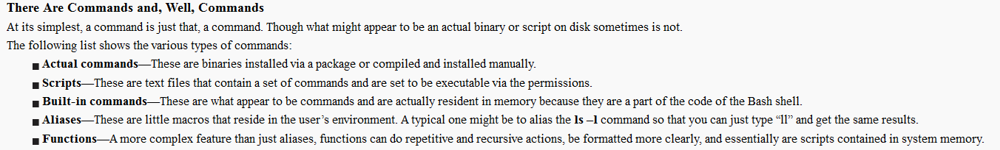 There Are Commands and, Well, Commands
At its simplest, a command is just that, a command. Though what might appear to be an actual binary or script on disk sometimes is not.
The following list shows the various types of commands:
■ Actual commands—These are binaries installed via a package or compiled and installed manually.
■ Scripts—These are text files that contain a set of commands and are set to be executable via the permissions.
■ Built-in commands—These are what appear to be commands and are actually resident in memory because they are a part of the code of the Bash shell.
■ Aliases—These are little macros that reside in the user’s environment. A typical one might be to alias the ls –l command so that you can just type “ll” and get the same results.
■ Functions—A more complex feature than just aliases, functions can do repetitive and recursive actions, be formatted more clearly, and essentially are scripts contained in system memory.